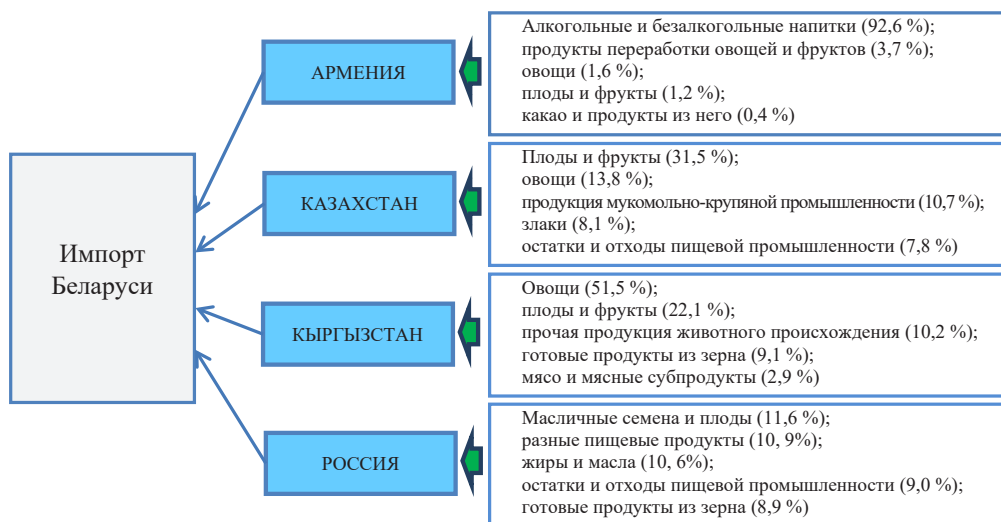 Импорт
Беларуси
АРМЕНИЯ
Алкогольные и безалкогольные напитки (92,6 %);
продукты переработки овощей и фруктов (3,7 %);
овощи (1,6 %);
плоды и фрукты (1,2 %);
какао и продукты из него (0,4 %)
КАЗАХСТАН
Плоды и фрукты (31,5 %);
овощи (13,8 %);
продукция мукомольно-крупяной промышленности (10,7 %);
злаки (8,1 %);
остатки и отходы пищевой промышленности (7,8 %)
КЫРГЫЗСТАН
Овощи (51,5 %);
плоды и фрукты (22,1 %);
прочая продукция животного происхождения (10,2 %);
готовые продукты из зерна (9,1 %);
мясо и мясные субпродукты (2,9 %)
РОССИЯ
Масличные семена и плоды (11,6 %);
разные пищевые продукты (10, 9%);
жиры и масла (10, 6%);
остатки и отходы пищевой промышленности (9,0 %);
готовые продукты из зерна (8,9 %)